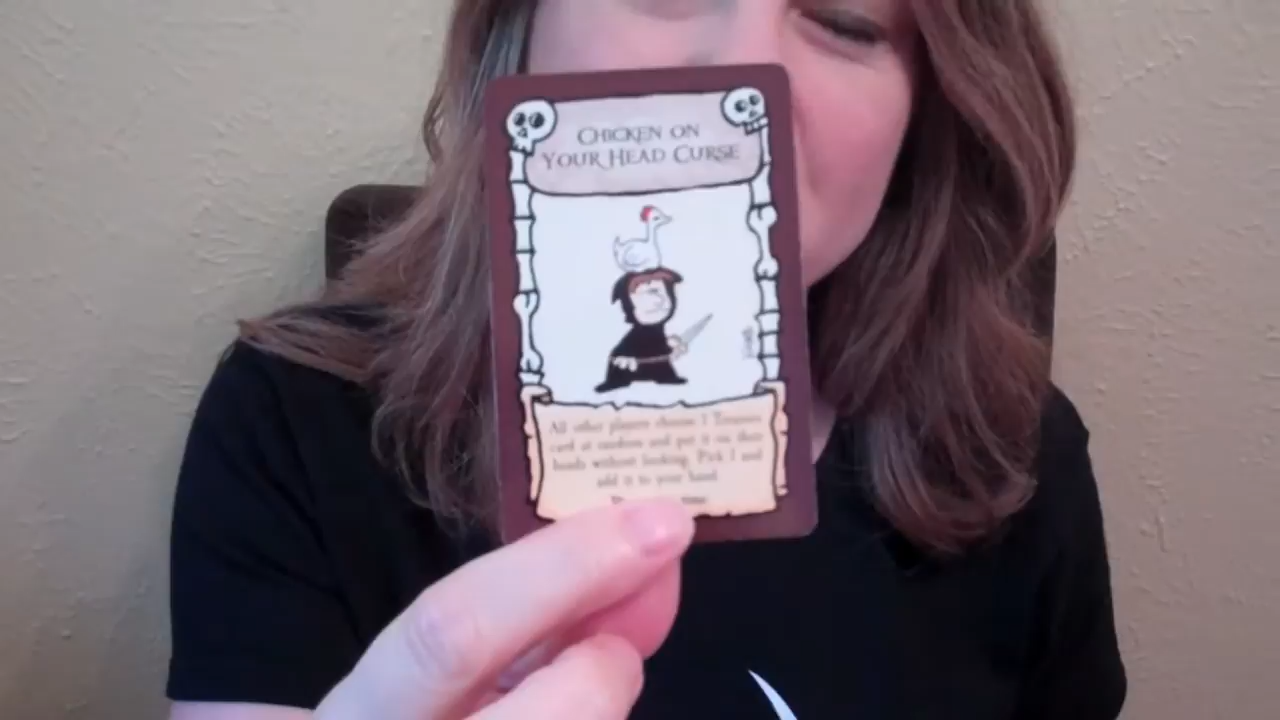 CHICKEN ON
YOUR HEAD CURSE
All other players choose 1 Treasure
card at random and put it on their
heads without looking. Pick 1 and
add it to your hand